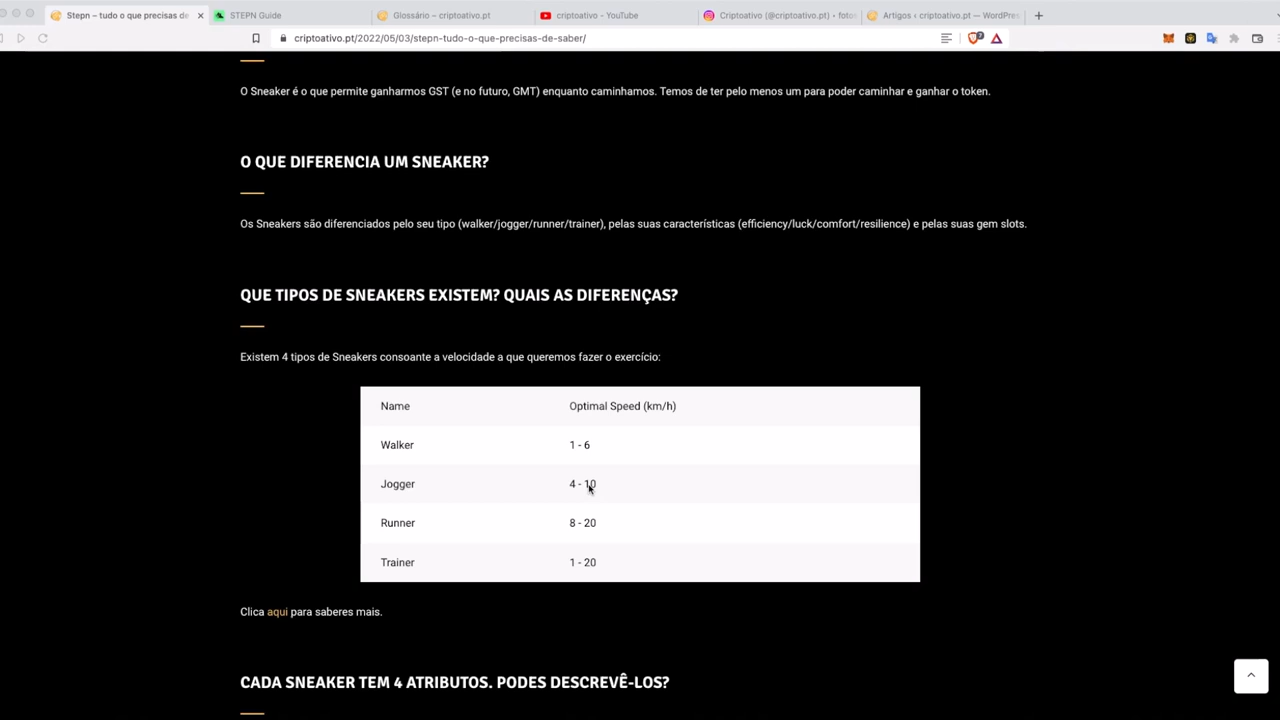 Stepn – tudo o que precisas de
STEPN Guide
Glossário – criptoativo.pt
criptoativo - YouTube
Criptoativo (@criptoativo.pt) • fotos
Artigos ‹ criptoativo.pt — WordPres
criptoativo.pt/2022/05/03/stepn-tudo-o-que-precisas-de-saber/
O Sneaker é o que permite ganharmos GST (e no futuro, GMT) enquanto caminhamos. Temos de ter pelo menos um para poder caminhar e ganhar o token.
O QUE DIFERENCIA UM SNEAKER?
Os Sneakers são diferenciados pelo seu tipo (walker/jogger/runner/trainer), pelas suas características (efficiency/luck/comfort/resilience) e pelas suas gem slots.
QUE TIPOS DE SNEAKERS EXISTEM? QUAIS AS DIFERENÇAS?
Existem 4 tipos de Sneakers consoante a velocidade a que queremos fazer o exercício:
Name Optimal Speed (km/h)
Walker 1 - 6
Jogger 4 - 10
Runner 8 - 20
Trainer 1 - 20
Clica aqui para saberes mais.
CADA SNEAKER TEM 4 ATRIBUTOS. PODES DESCREVÊ-LOS?